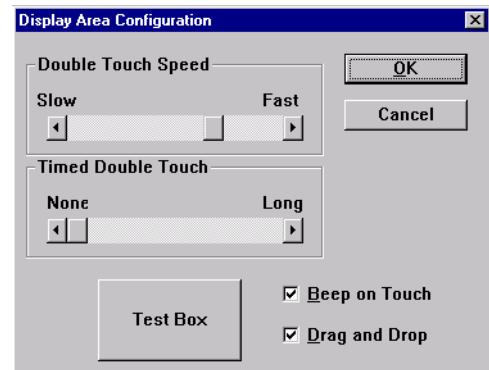 Display Area Configuration
Double Touch Speed
Slow Fast
OK
Cancel
Timed Double Touch
None Long
Test Box
Beep on Touch
Drag and Drop